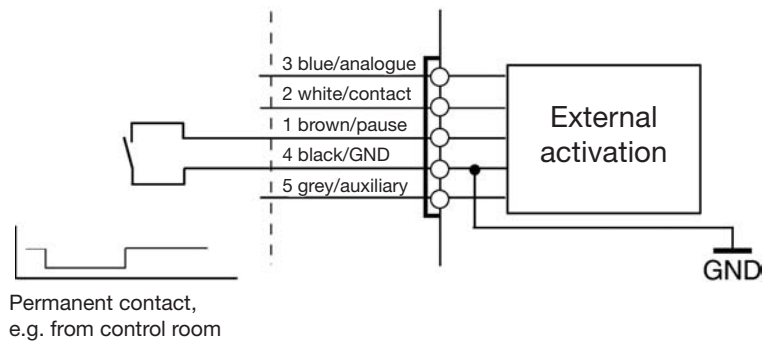 3 blue/analogue
2 white/contact
1 brown/pause
4 black/GND
5 grey/auxiliary
External
activation
GND
Permanent contact,
e.g. from control room